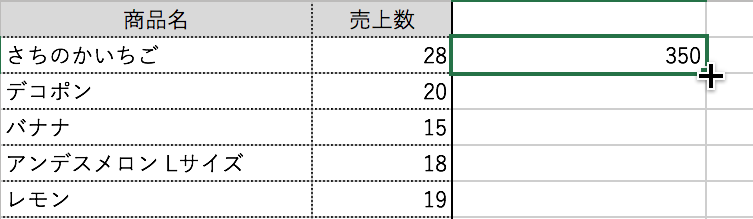 商品名 売上数
さちのかいちご 28 350
デコポン 20
バナナ 15
アンデスメロン Lサイズ 18
レモン 19